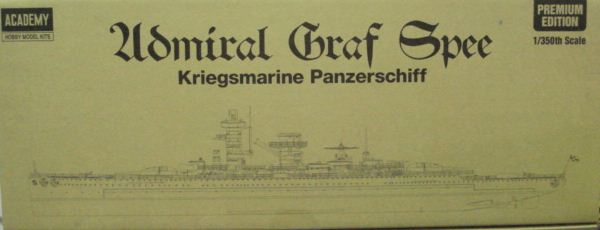 ACADEMY
HOBBY MODEL KITS
Admiral Graf Spee
Kriegsmarine Panzerschiff
PREMIUM
EDITION
1/350th Scale